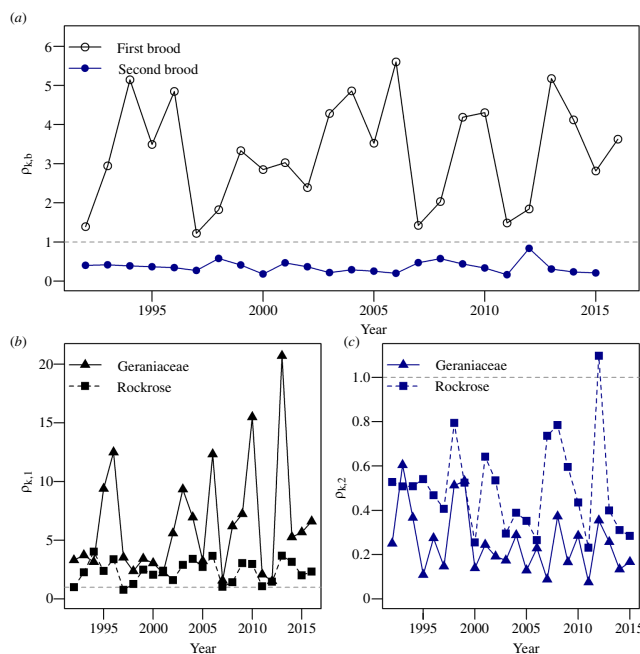 (a)
First brood
Second brood
6
5
4
3
2
1
0
ρk,b
1995 2000 2005 2010 2015
Year
(b)
Geraniaceae
Rockrose
20
15
10
5
0
ρk,1
1995 2000 2005 2010 2015
Year
(c)
Geraniaceae
Rockrose
1.0
0.8
0.6
0.4
0.2
0
ρk,2
1995 2000 2005 2010 2015
Year